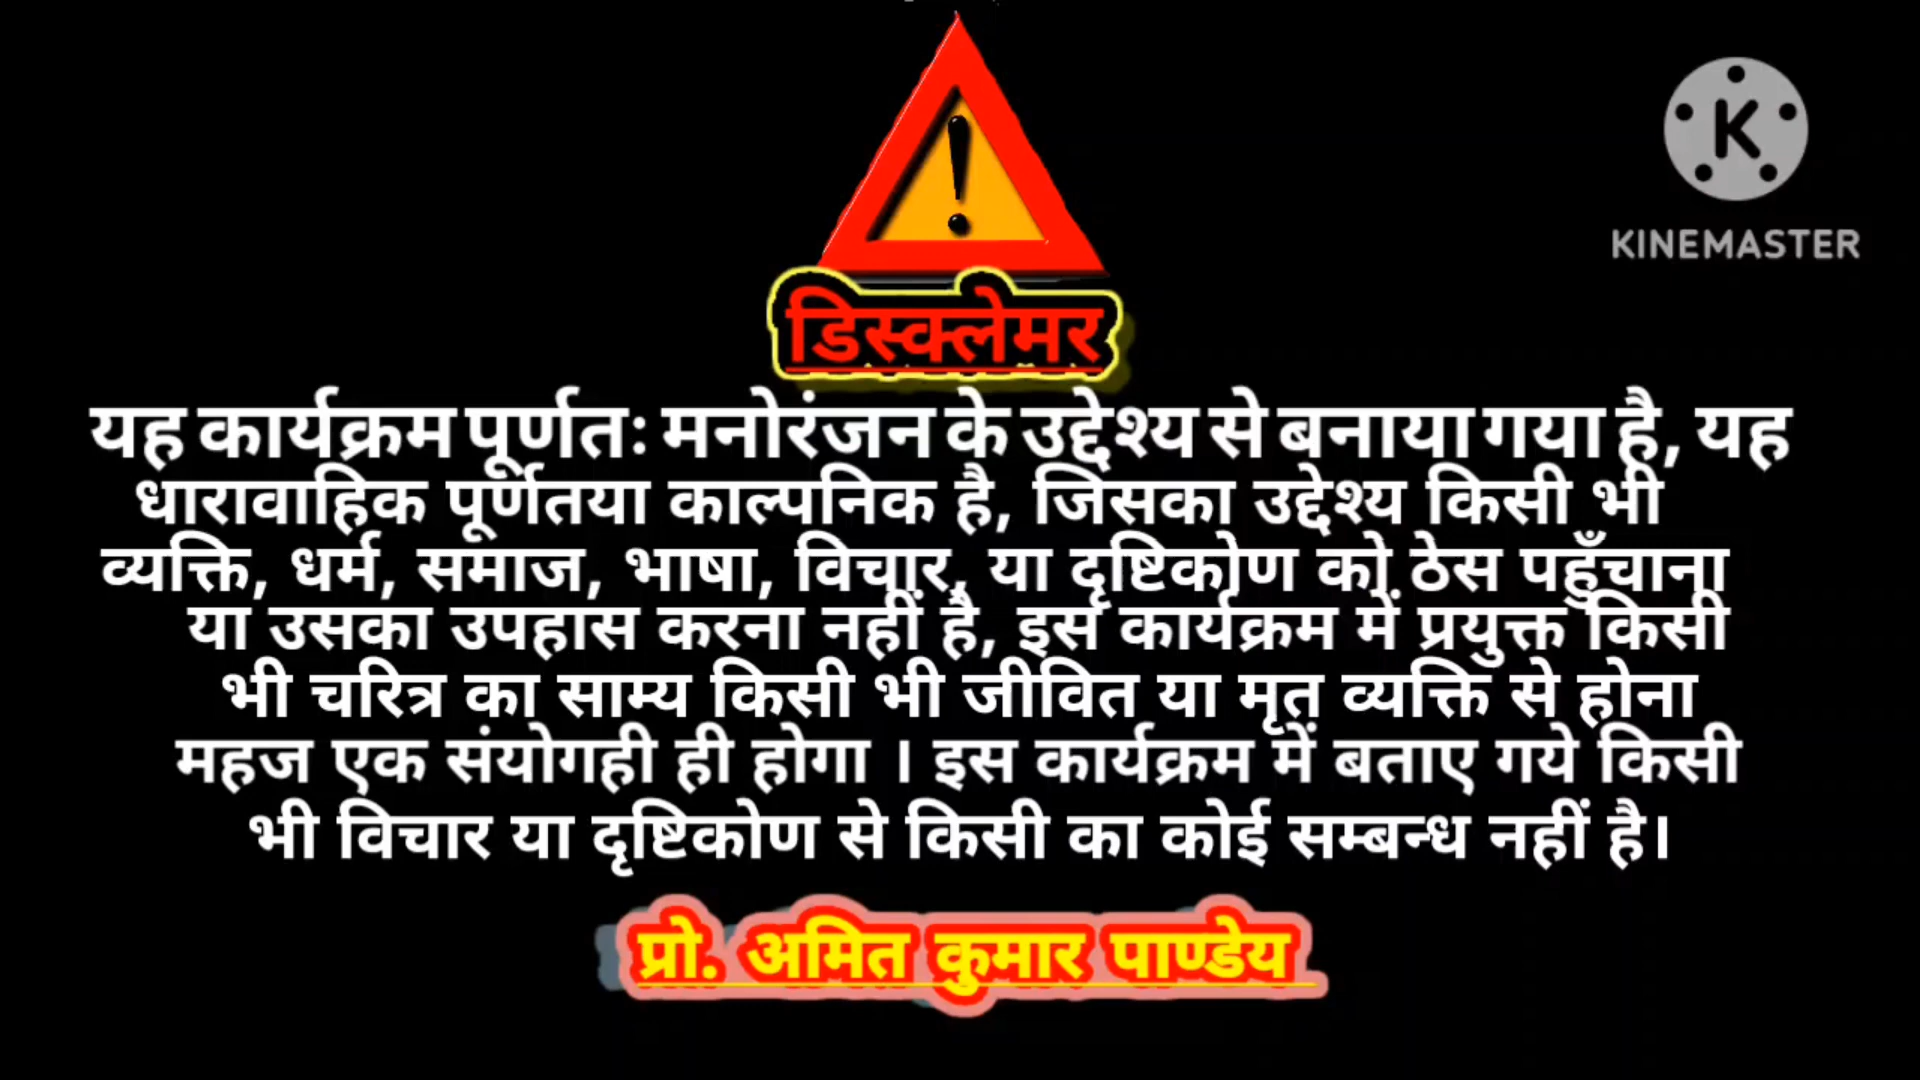 KINEMASTER
डिस्क्लेमर
यह कार्यक्रम पूर्णतः मनोरंजन के उद्देश्य से बनाया गया है, यह
धारावाहिक पूर्णतया काल्पनिक है, जिसका उद्देश्य किसी भी
व्यक्ति, धर्म, समाज, भाषा, विचार, या दृष्टिकोण को ठेस पहुँचाना
या उसका उपहास करना नहीं है, इस कार्यक्रम में प्रयुक्त किसी
भी चरित्र का साम्य किसी भी जीवित या मृत व्यक्ति से होना
महज एक संयोगही ही होगा । इस कार्यक्रम में बताए गये किसी
भी विचार या दृष्टिकोण से किसी का कोई सम्बन्ध नहीं है।
प्रो. अमित कुमार पाण्डेय